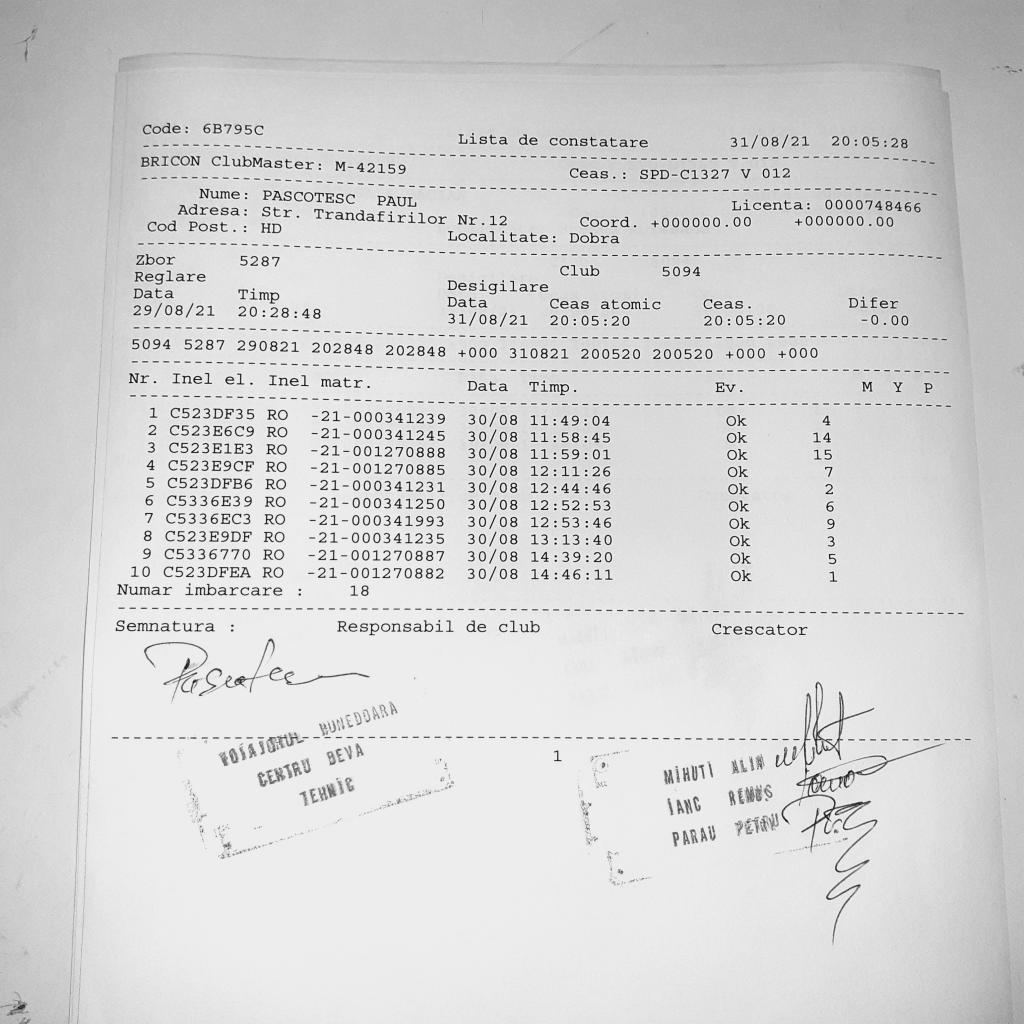 Code: 6B795C Lista de constatare 31/08/21 20:05:28
BRICON ClubMaster: M-42159 Ceas.: SPD-C1327 V 012
Nume: PASCOTESC PAUL Licenta: 0000748466
Adresa: Str. Trandafirilor Nr.12 Coord. +000000.00 +000000.00
Cod Post.: HD Localitate: Dobra
Zbor 5287 Club 5094
Reglare Desigilare
Data Timp Data Ceas atomic Ceas. Difer
29/08/21 20:28:48 31/08/21 20:05:20 20:05:20 -0.00
5094 5287 290821 202848 202848 +000 310821 200520 200520 +000 +000
Nr. Inel el. Inel matr. Data Timp. Ev. M Y P
1 C523DF35 RO -21-000341239 30/08 11:49:04 Ok 4
2 C523E6C9 RO -21-000341245 30/08 11:58:45 Ok 14
3 C523E1E3 RO -21-001270888 30/08 11:59:01 Ok 15
4 C523E9CF RO -21-001270885 30/08 12:11:26 Ok 7
5 C523DFB6 RO -21-000341231 30/08 12:44:46 Ok 2
6 C5336E39 RO -21-000341250 30/08 12:52:53 Ok 6
7 C5336EC3 RO -21-000341993 30/08 12:53:46 Ok 9
8 C523E9DF RO -21-000341235 30/08 13:13:40 Ok 3
9 C5336770 RO -21-001270887 30/08 14:39:20 Ok 5
10 C523DFEA RO -21-001270882 30/08 14:46:11 Ok 1
Numar imbarcare : 18
Semnatura : Responsabil de club Crescator
VOIAJORUL HUNEDOARA
CENTRU DEVA
TEHNIC
1
MIHUTI ALIN
IANC REMUS
PARAU PETRU